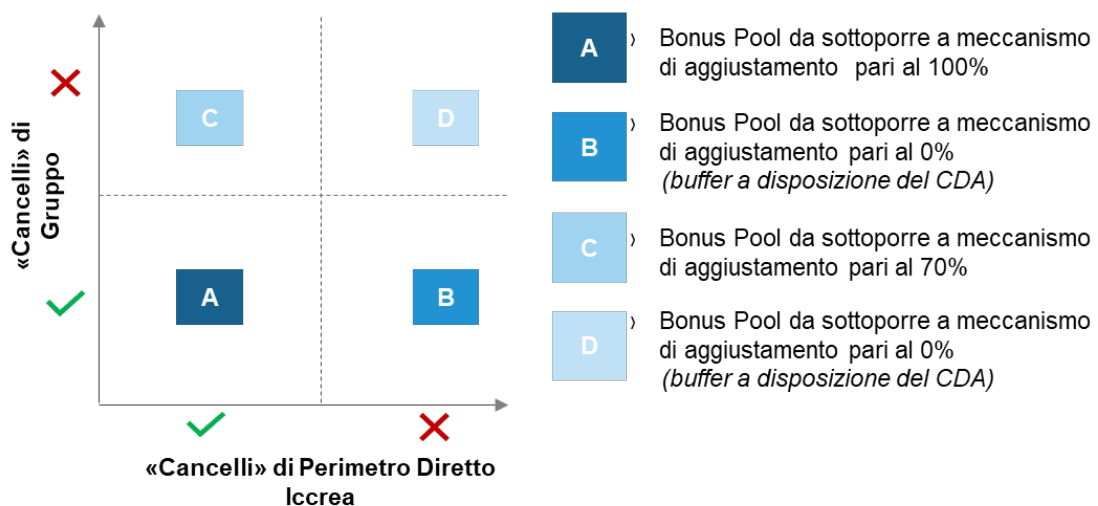 «Cancelli» di
Gruppo
C
D
A
B
«Cancelli» di Perimetro Diretto
Iccrea
A
› Bonus Pool da sottoporre a meccanismo
di aggiustamento pari al 100%
B
› Bonus Pool da sottoporre a meccanismo
di aggiustamento pari al 0%
(buffer a disposizione del CDA)
C
› Bonus Pool da sottoporre a meccanismo
di aggiustamento pari al 70%
D
› Bonus Pool da sottoporre a meccanismo
di aggiustamento pari al 0%
(buffer a disposizione del CDA)